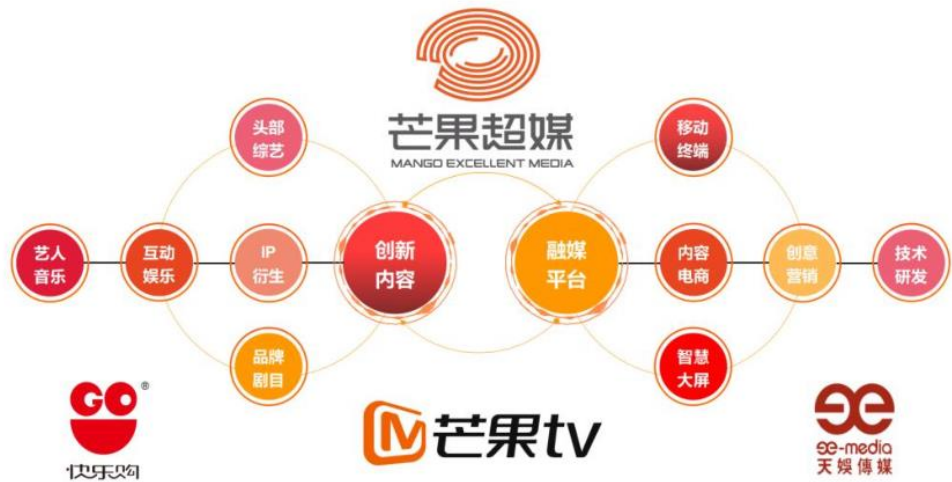 芒果超媒
MANGO EXCELLENT MEDIA
头部
综艺
移动
终端
艺人
音乐
互动
娱乐
IP
衍生
创新
内容
融媒
平台
内容
电商
创意
营销
技术
研发
品牌
剧目
智慧
大屏
GO®
快乐购
芒果tv
ee-media
天娱傳媒